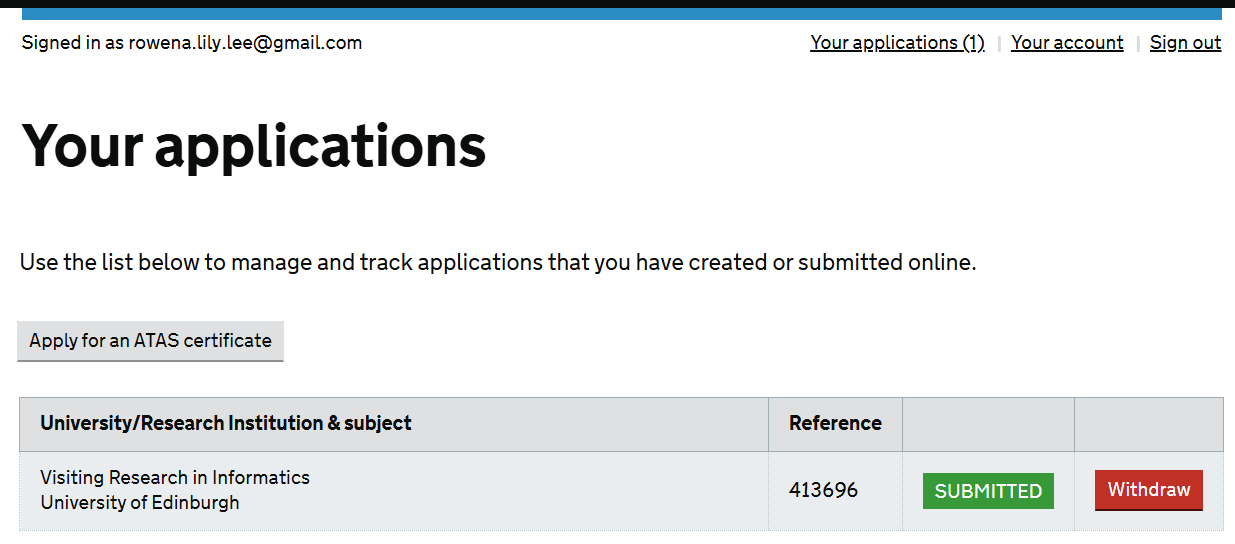 Signed in as rowena.lily.lee@gmail.com
Your applications (1) | Your account | Sign out
Your applications
Use the list below to manage and track applications that you have created or submitted online.
Apply for an ATAS certificate
University/Research Institution & subject Reference
Visiting Research in Informatics
University of Edinburgh
413696 SUBMITTED Withdraw